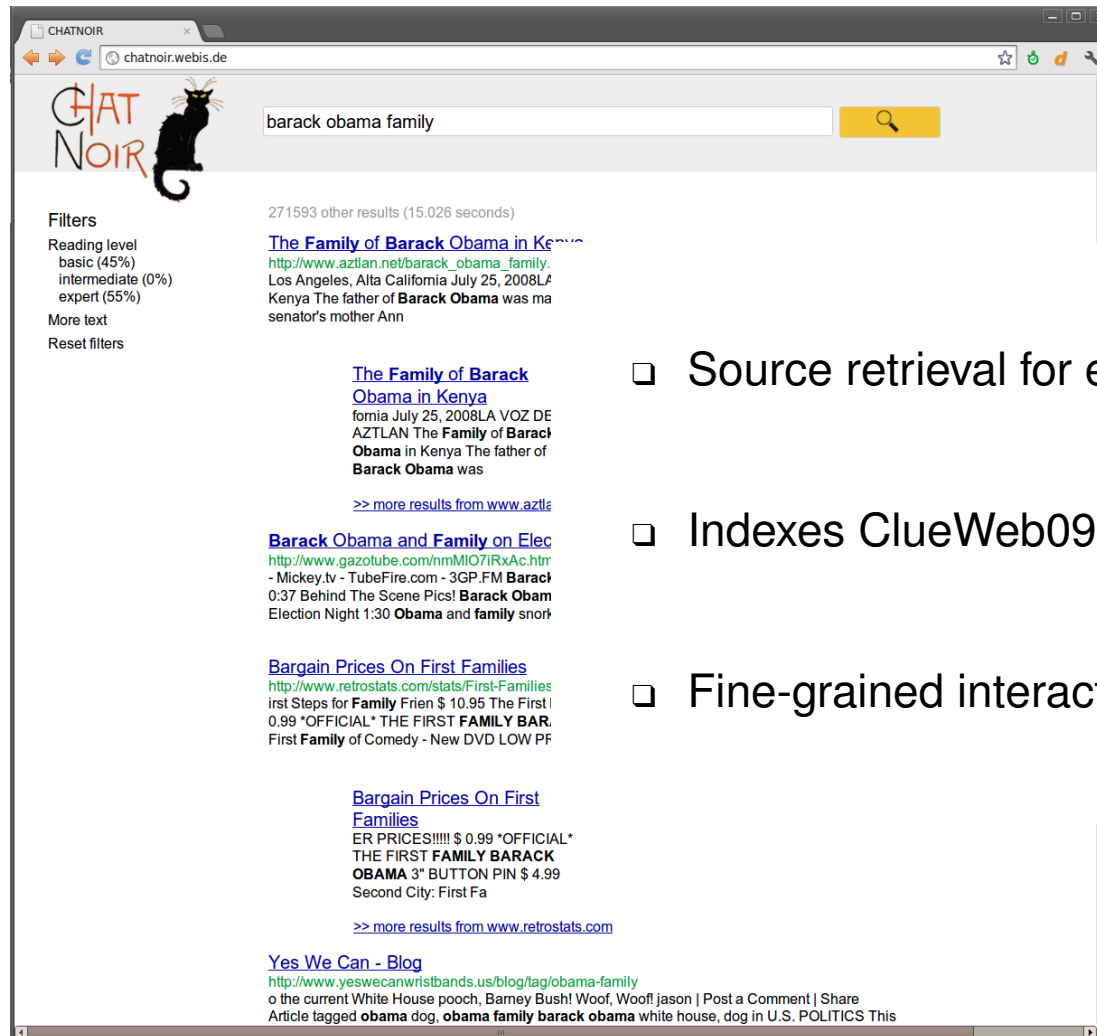 CHATNOIR
chatnoir.webis.de
CHAT
NOIR
barack obama family
Filters
Reading level
basic (45%)
intermediate (0%)
expert (55%)
More text
Reset filters
271593 other results (15.026 seconds)
The Family of Barack Obama in Kenya
http://www.aztlan.net/barack_obama_family.
Los Angeles, Alta California July 25, 2008LA
Kenya The father of Barack Obama was ma
senator's mother Ann
The Family of Barack
Obama in Kenya
fornia July 25, 2008LA VOZ DE
AZTLAN The Family of Barack
Obama in Kenya The father of
Barack Obama was
>> more results from www.aztla
Barack Obama and Family on Elec
http://www.gazotube.com/nmMlO7iRxAc.htm
- Mickey.tv - TubeFire.com - 3GP.FM Barack
0:37 Behind The Scene Pics! Barack Obam
Election Night 1:30 Obama and family snork
Bargain Prices On First Families
http://www.retrostats.com/stats/First-Families
irst Steps for Family Frien $ 10.95 The First
0.99 *OFFICIAL* THE FIRST FAMILY BAR
First Family of Comedy - New DVD LOW PR
Bargain Prices On First
Families
ER PRICES!!!!! $ 0.99 *OFFICIAL*
THE FIRST FAMILY BARACK
OBAMA 3" BUTTON PIN $ 4.99
Second City: First Fa
>> more results from www.retrostats.com
Yes We Can - Blog
http://www.yeswecanwristbands.us/blog/tag/obama-family
o the current White House pooch, Barney Bush! Woof, Woof! jason | Post a Comment | Share
Article tagged obama dog, obama family barack obama white house, dog in U.S. POLITICS This
Source retrieval for e
Indexes ClueWeb09
Fine-grained interact